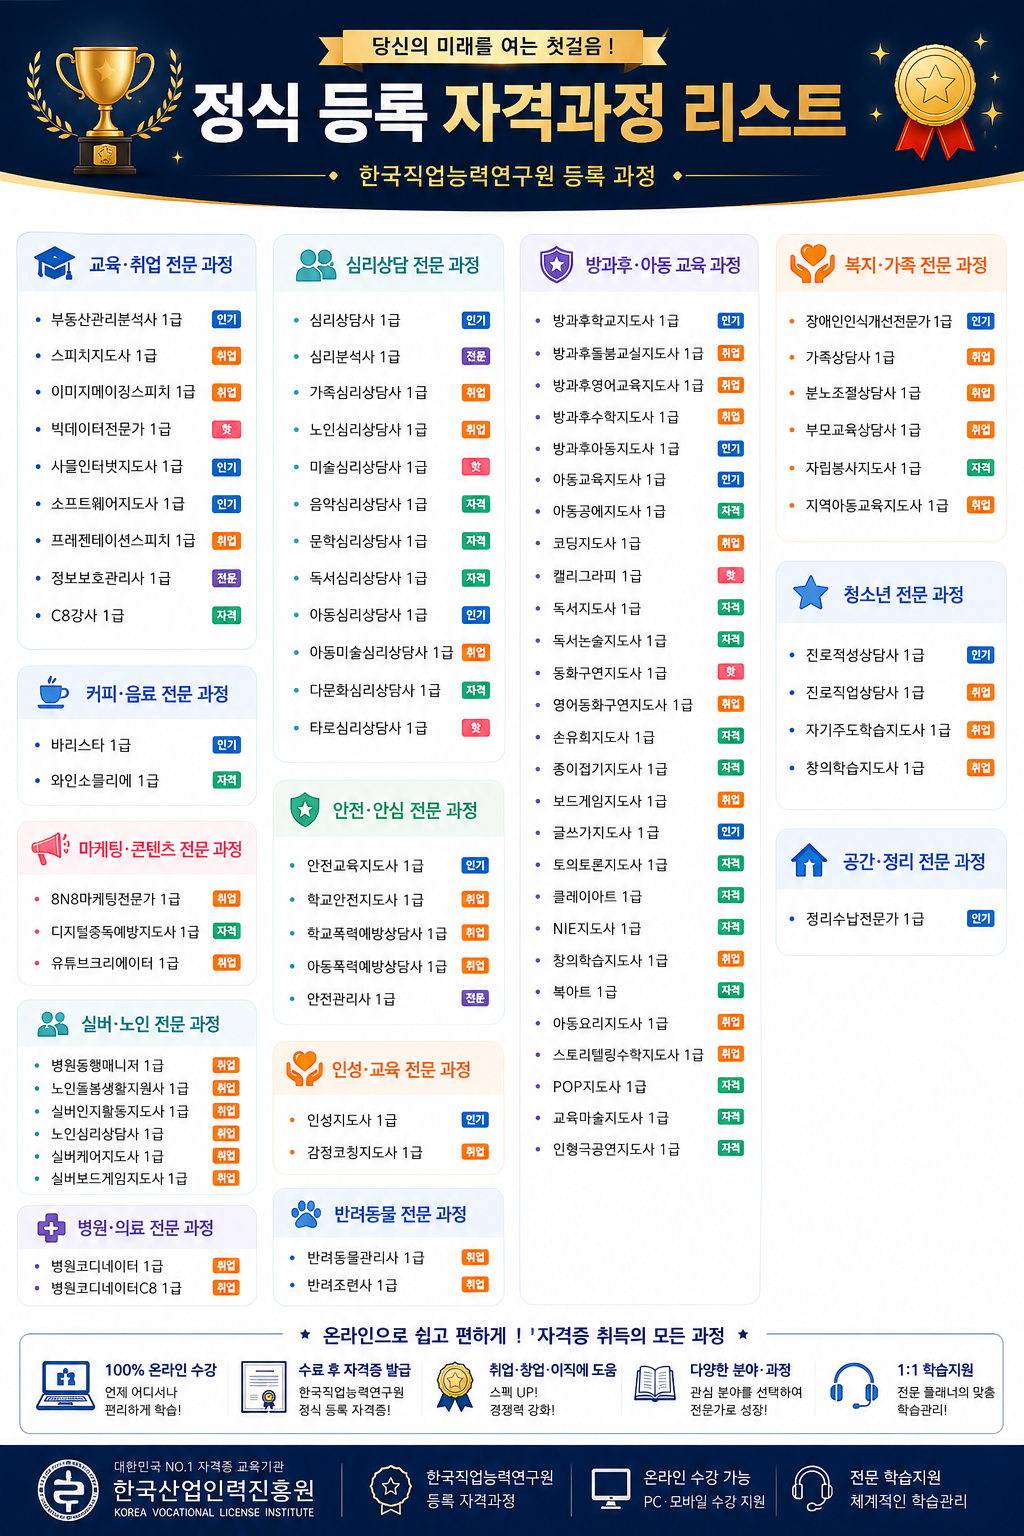 당신의 미래를 여는 첫걸음!
정식 등록 자격과정 리스트
한국직업능력연구원 등록 과정
교육·취업 전문 과정
부동산관리분석사 1급 인기
스피치지도사 1급 취업
이미지메이징스피치 1급 취업
빅데이터전문가 1급 핫
사물인터넷지도사 1급 인기
소프트웨어지도사 1급 인기
프레젠테이션스피치 1급 취업
정보보호관리사 1급 전문
C8강사 1급 자격
커피·음료 전문 과정
바리스타 1급 인기
와인소믈리에 1급 자격
마케팅·콘텐츠 전문 과정
8N8마케팅전문가 1급 취업
디지털중독예방지도사 1급 자격
유튜브크리에이터 1급 취업
실버·노인 전문 과정
병원동행매니저 1급 취업
노인돌봄생활지원사 1급 취업
실버인지활동지도사 1급 취업
노인심리상담사 1급 취업
실버케어지도사 1급 취업
실버보드게임지도사 1급 취업
병원·의료 전문 과정
병원코디네이터 1급 취업
병원코디네이터C8 1급 취업
심리상담 전문 과정
심리상담사 1급 인기
심리분석사 1급 전문
가족심리상담사 1급 취업
노인심리상담사 1급 취업
미술심리상담사 1급 핫
음악심리상담사 1급 자격
문학심리상담사 1급 자격
독서심리상담사 1급 자격
아동심리상담사 1급 인기
아동미술심리상담사 1급 취업
다문화심리상담사 1급 자격
타로심리상담사 1급 핫
안전·안심 전문 과정
안전교육지도사 1급 인기
학교안전지도사 1급 취업
학교폭력예방상담사 1급 취업
아동폭력예방상담사 1급 취업
안전관리사 1급 전문
인성·교육 전문 과정
인성지도사 1급 인기
감정코칭지도사 1급 취업
반려동물 전문 과정
반려동물관리사 1급 취업
반려조련사 1급 취업
방과후·아동 교육 과정
방과후학교지도사 1급 인기
방과후돌봄교실지도사 1급 취업
방과후영어교육지도사 1급 취업
방과후수학지도사 1급 취업
방과후아동지도사 1급 인기
아동교육지도사 1급 인기
아동공예지도사 1급 자격
코딩지도사 1급 취업
캘리그라피 1급 핫
독서지도사 1급 자격
독서논술지도사 1급 자격
동화구연지도사 1급 핫
영어동화구연지도사 1급 취업
손유희지도사 1급 자격
종이접기지도사 1급 자격
보드게임지도사 1급 취업
글쓰기지도사 1급 인기
토의토론지도사 1급 자격
클레이아트 1급 자격
NIE지도사 1급 자격
창의학습지도사 1급 취업
북아트 1급 자격
아동요리지도사 1급 취업
스토리텔링수학지도사 1급 취업
POP지도사 1급 자격
교육마술지도사 1급 자격
인형극공연지도사 1급 자격
복지·가족 전문 과정
장애인인식개선전문가 1급 인기
가족상담사 1급 취업
분노조절상담사 1급 취업
부모교육상담사 1급 취업
자립봉사지도사 1급 자격
지역아동교육지도사 1급 취업
청소년 전문 과정
진로적성상담사 1급 인기
진로직업상담사 1급 취업
자기주도학습지도사 1급 취업
창의학습지도사 1급 취업
공간·정리 전문 과정
정리수납전문가 1급 인기
온라인으로 쉽고 편하게 ! '자격증 취득의 모든 과정
100% 온라인 수강
언제 어디서나
편리하게 학습!
수료 후 자격증 발급
한국직업능력연구원
정식 등록 자격증!
취업·창업·이직에 도움
스펙 UP!
경쟁력 강화!
다양한 분야·과정
관심 분야를 선택하여
전문가로 성장!
1:1 학습지원
전문 플래너의 맞춤
학습관리!
대한민국 NO.1 자격증 교육기관
한국산업인력진흥원
KOREA VOCATIONAL LICENSE INSTITUTE
한국직업능력연구원
등록 자격과정
온라인 수강 가능
PC·모바일 수강 지원
전문 학습지원
체계적인 학습관리